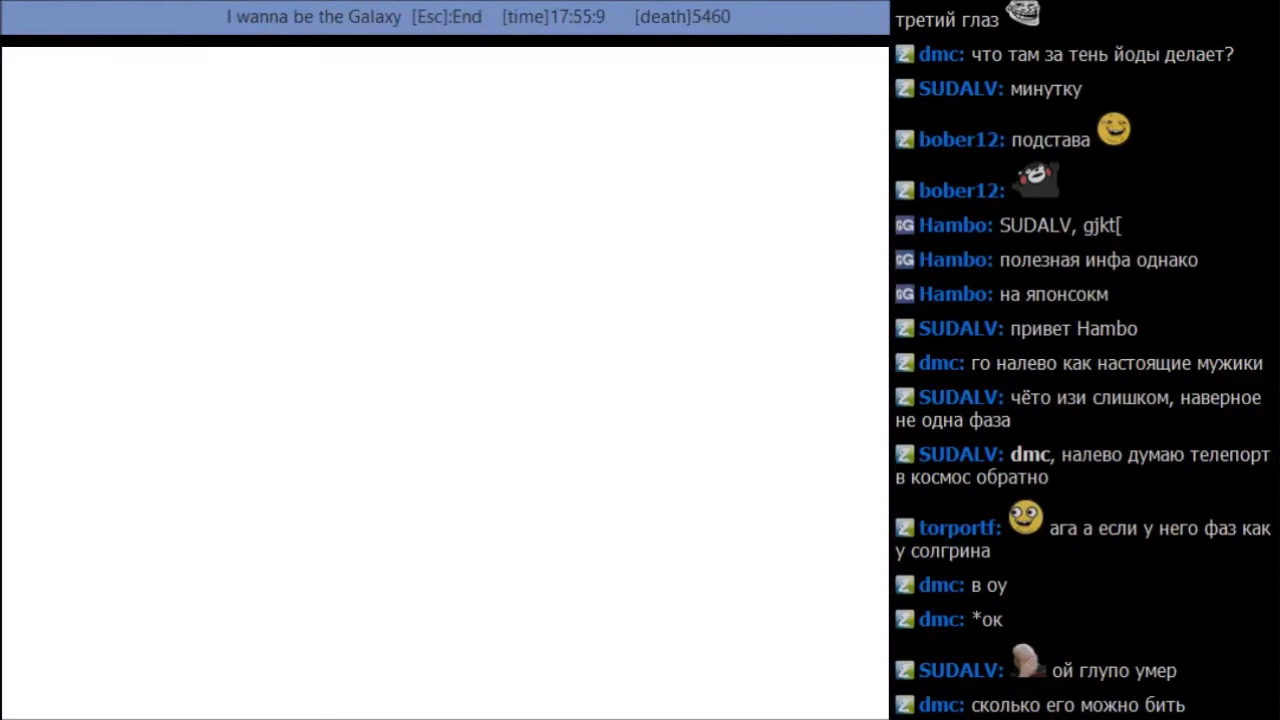 I wanna be the Galaxy [Esc]:End [time]17:55:9 [death]5460
третий глаз
dmc: что там за тень йоды делает?
SUDALV: минутку
bober12: подстава
bober12:
GG Hambo: SUDALV, gjkt[
GG Hambo: полезная инфа однако
GG Hambo: на японсокм
SUDALV: привет Hambo
dmc: го налево как настоящие мужики
SUDALV: чёто изи слишком, наверное
не одна фаза
SUDALV: dmc, налево думаю телепорт
в космос обратно
torportf: ага а если у него фаз как
у солгрина
dmc: в оу
dmc: *ок
SUDALV: ой глупо умер
dmc: сколько его можно бить